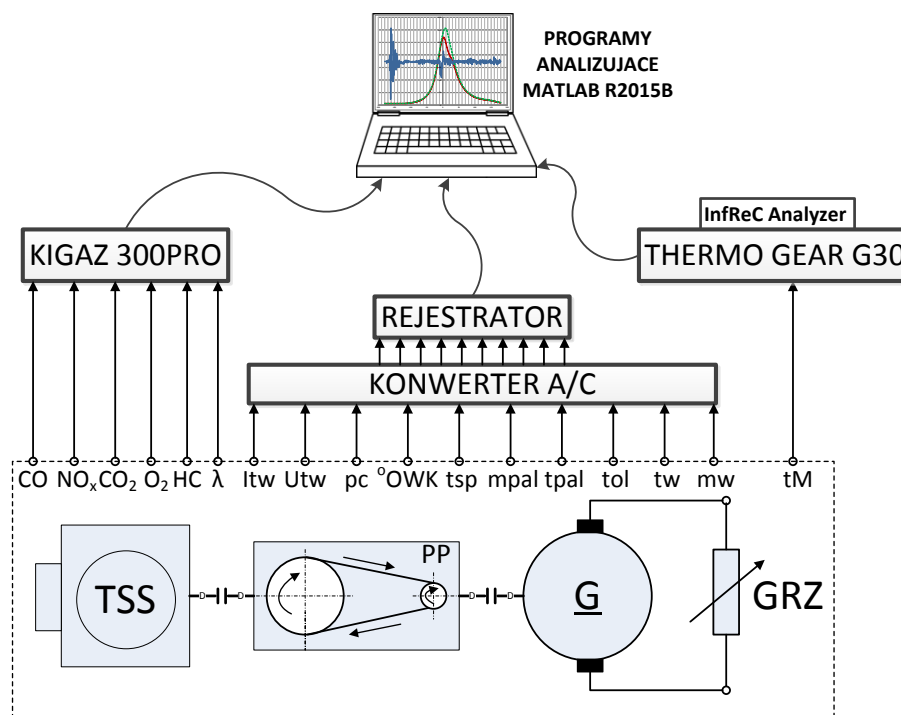 PROGRAMY
ANALIZUJACE
MATLAB R2015B
InfReC Analyzer
KIGAZ 300PRO
THERMO GEAR G30
REJESTRATOR
KONWERTER A/C
CO NOₓ CO₂ O₂ HC λ Itw Utw pc °OWK tsp mpal tpal tol tw mw tM
PP
TSS
D D D D
G
GRZ